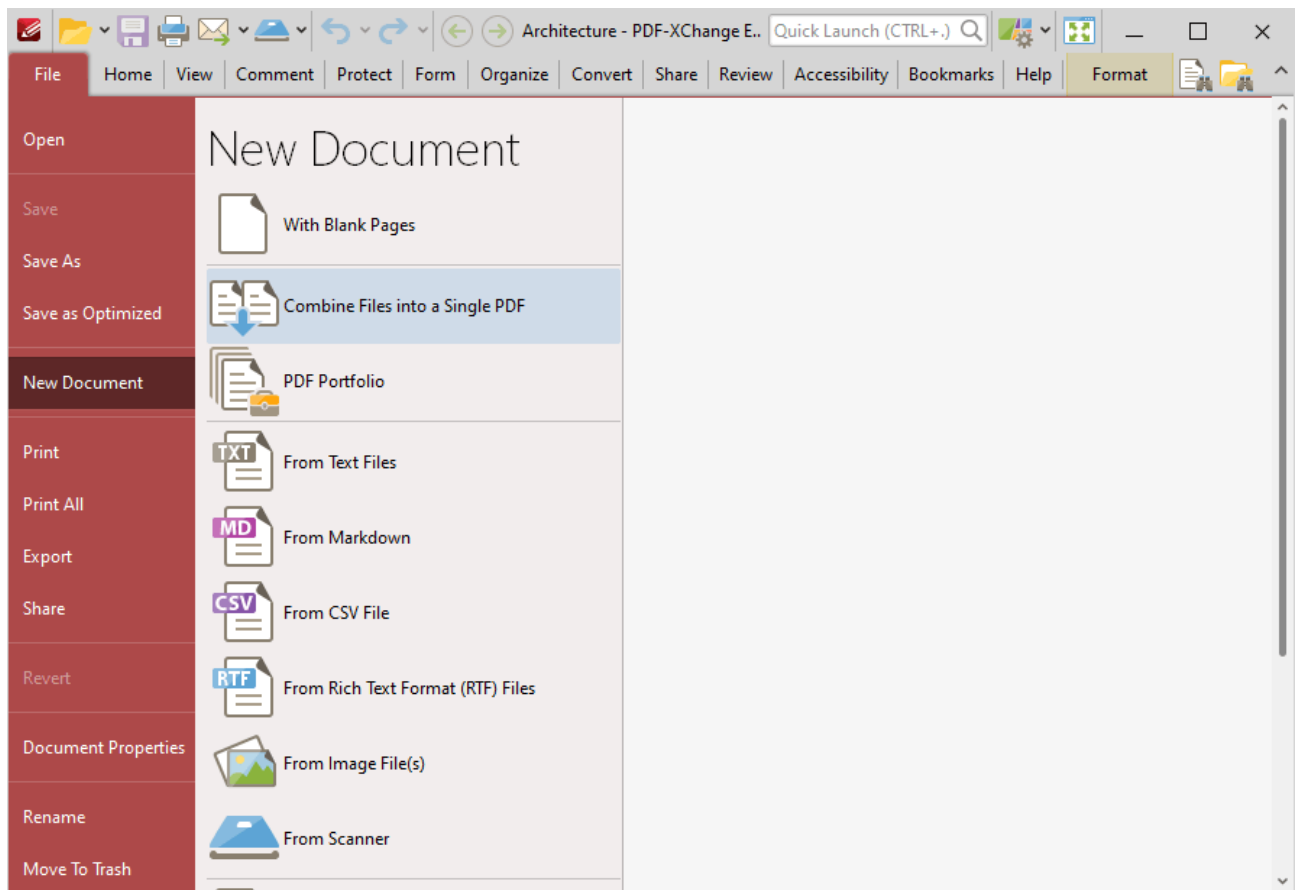 Architecture - PDF-XChange E.. Quick Launch (CTRL+.)
File Home View Comment Protect Form Organize Convert Share Review Accessibility Bookmarks Help Format
Open
Save
Save As
Save as Optimized
New Document
Print
Print All
Export
Share
Revert
Document Properties
Rename
Move To Trash
New Document
With Blank Pages
Combine Files into a Single PDF
PDF Portfolio
TXT From Text Files
MD From Markdown
CSV From CSV File
RTF From Rich Text Format (RTF) Files
From Image File(s)
From Scanner